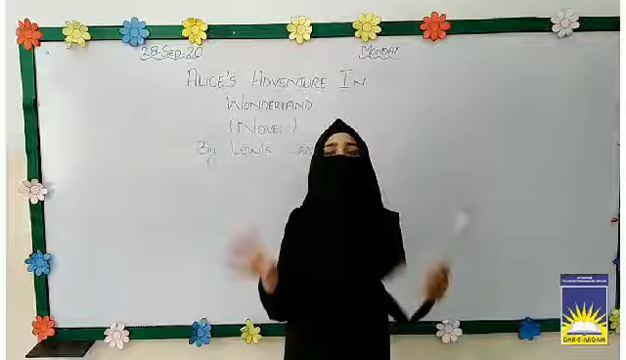 28-Sep-20
Monday
ALICE'S ADVENTURE IN
WONDERLAND
(NOVEL)
By Lewis
DAR-E-ARQAM